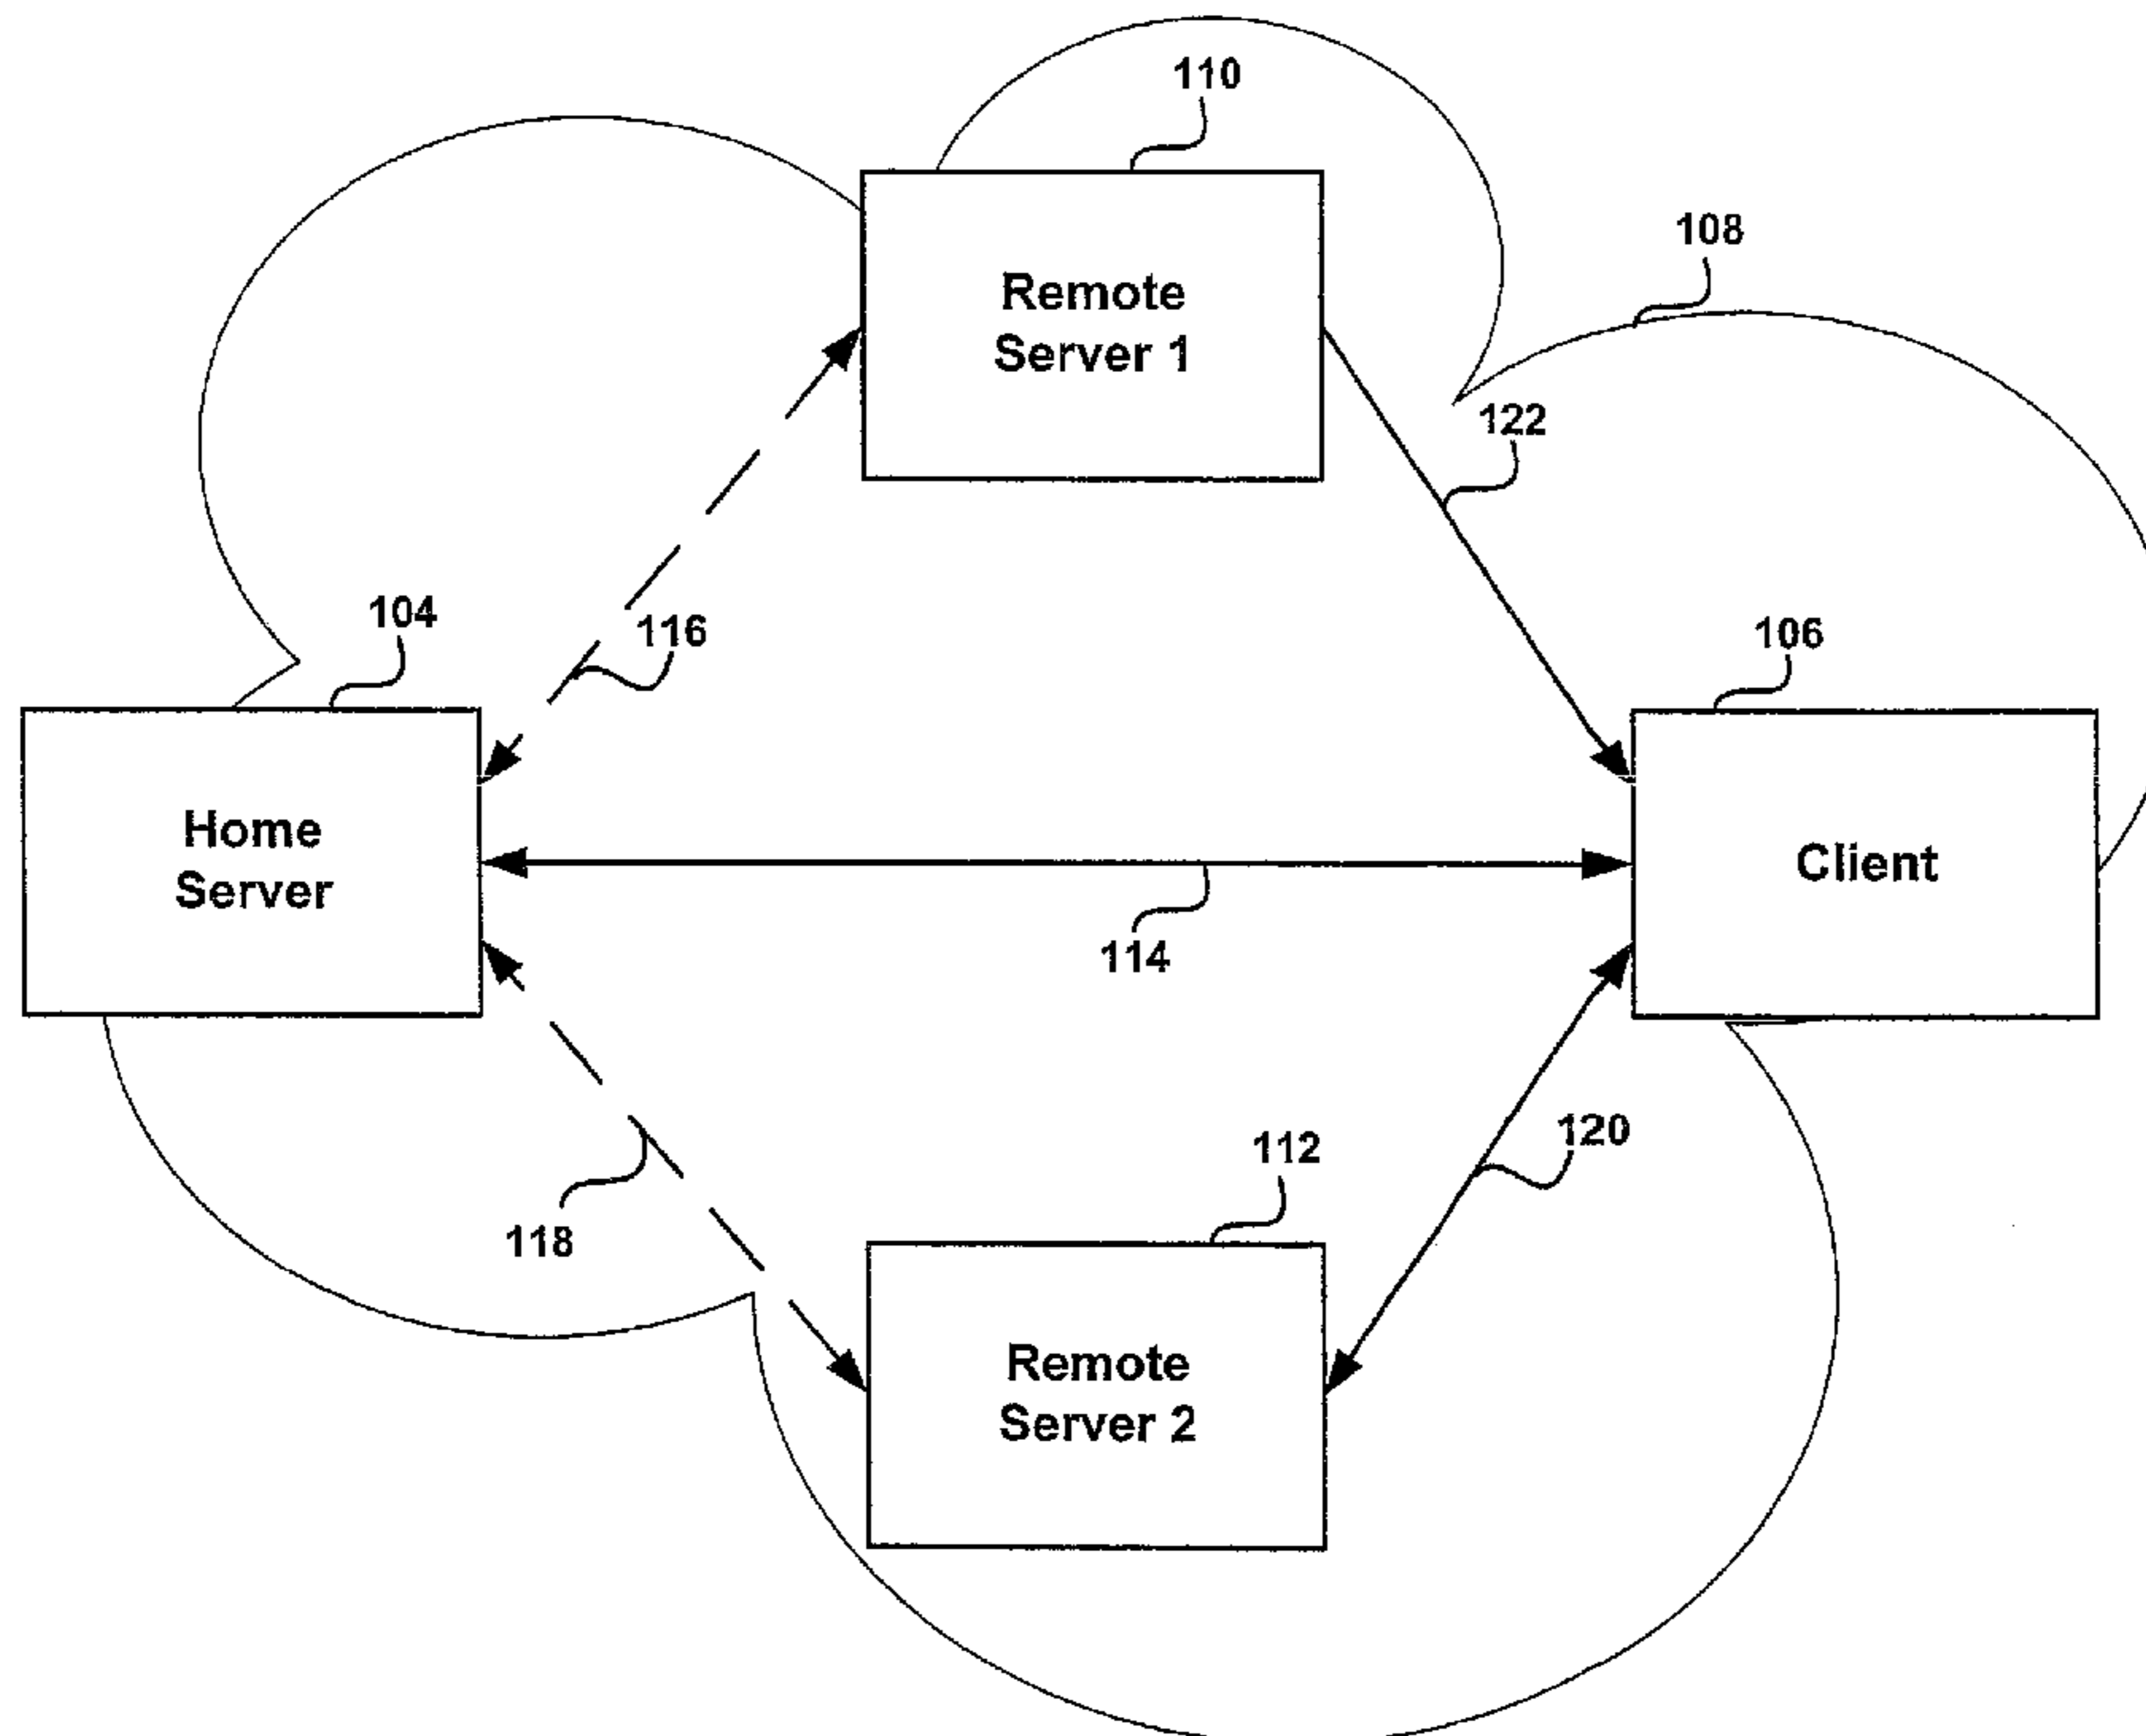 110
Remote
Server 1
108
122
104
116
106
Home
Server
Client
114
120
112
118
Remote
Server 2